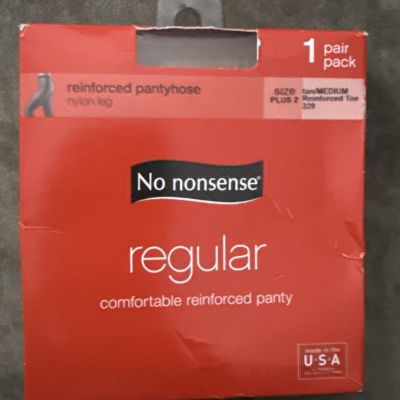 1 pair
pack
reinforced pantyhose
nylon leg
SIZE
PLUS 2
tan/MEDIUM
Reinforced Toe
329
No nonsense®
regular
comfortable reinforced panty
made in the
U·S·A